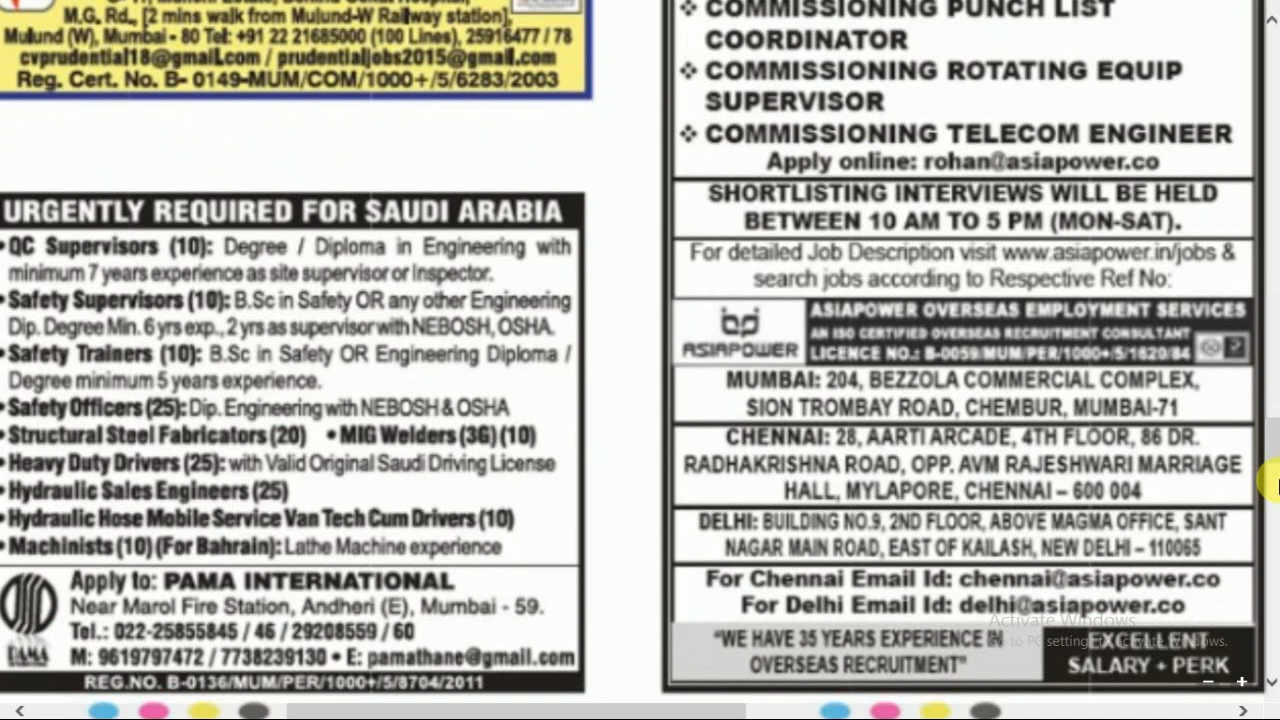 M.G. Rd., [2 mins walk from Mulund-W Railway station],
Mulund (W), Mumbai - 80 Tel: +91 22 21685000 (100 Lines), 25916477 / 78
cvprudential18@gmail.com / prudentialjobs2015@gmail.com
Reg. Cert. No. B- 0149-MUM/COM/1000+/5/6283/2003
URGENTLY REQUIRED FOR SAUDI ARABIA
• QC Supervisors (10): Degree / Diploma in Engineering with
minimum 7 years experience as site supervisor or Inspector.
• Safety Supervisors (10): B.Sc in Safety OR any other Engineering
Dip. Degree Min. 6 yrs exp., 2 yrs as supervisor with NEBOSH, OSHA.
• Safety Trainers (10): B.Sc in Safety OR Engineering Diploma /
Degree minimum 5 years experience.
• Safety Officers (25): Dip. Engineering with NEBOSH & OSHA
• Structural Steel Fabricators (20) • MIG Welders (3G) (10)
• Heavy Duty Drivers (25): with Valid Original Saudi Driving License
• Hydraulic Sales Engineers (25)
• Hydraulic Hose Mobile Service Van Tech Cum Drivers (10)
• Machinists (10) (For Bahrain): Lathe Machine experience
Apply to: PAMA INTERNATIONAL
Near Marol Fire Station, Andheri (E), Mumbai - 59.
Tel.: 022-25855845 / 46 / 29208559 / 60
PAMA M: 9619797472 / 7738239130 • E: pamathane@gmail.com
REG.NO. B-0136/MUM/PER/1000+/5/8704/2011
❖ COMMISSIONING PUNCH LIST
COORDINATOR
❖ COMMISSIONING ROTATING EQUIP
SUPERVISOR
❖ COMMISSIONING TELECOM ENGINEER
Apply online: rohan@asiapower.co
SHORTLISTING INTERVIEWS WILL BE HELD
BETWEEN 10 AM TO 5 PM (MON-SAT).
For detailed Job Description visit www.asiapower.in/jobs &
search jobs according to Respective Ref No:
ASIAPOWER
ASIAPOWER OVERSEAS EMPLOYMENT SERVICES
AN ISO CERTIFIED OVERSEAS RECRUITMENT CONSULTANT
LICENCE NO.: B-0059/MUM/PER/1000+/5/1620/84
MUMBAI: 204, BEZZOLA COMMERCIAL COMPLEX,
SION TROMBAY ROAD, CHEMBUR, MUMBAI-71
CHENNAI: 28, AARTI ARCADE, 4TH FLOOR, 86 DR.
RADHAKRISHNA ROAD, OPP. AVM RAJESHWARI MARRIAGE
HALL, MYLAPORE, CHENNAI – 600 004
DELHI: BUILDING NO.9, 2ND FLOOR, ABOVE MAGMA OFFICE, SANT
NAGAR MAIN ROAD, EAST OF KAILASH, NEW DELHI – 110065
For Chennai Email Id: chennai@asiapower.co
For Delhi Email Id: delhi@asiapower.co
Activate Windows
"WE HAVE 35 YEARS EXPERIENCE IN
OVERSEAS RECRUITMENT"
EXCELLENT
SALARY + PERK